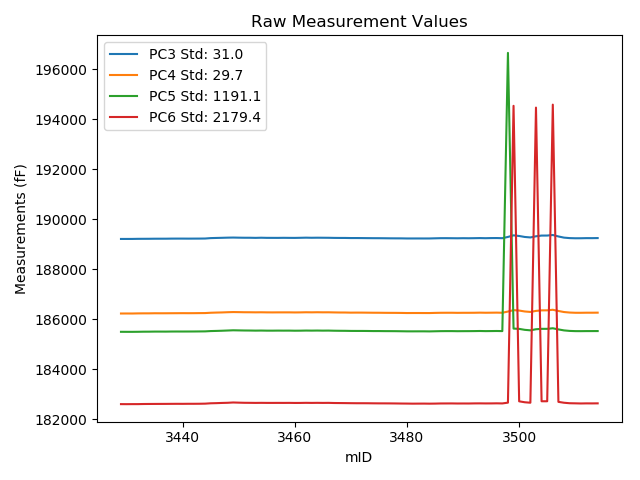 Raw Measurement Values
PC3 Std: 31.0
PC4 Std: 29.7
PC5 Std: 1191.1
PC6 Std: 2179.4
Measurements (fF)
196000
194000
192000
190000
188000
186000
184000
182000
3440
3460
3480
3500
mID